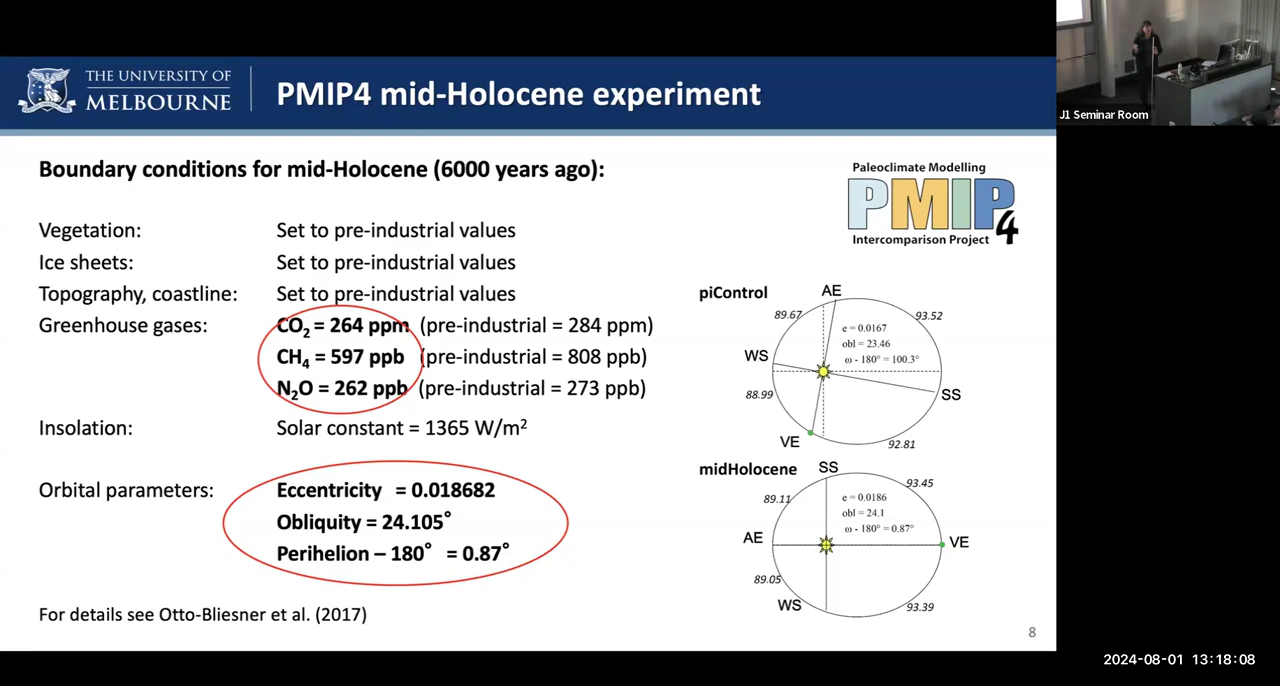 THE UNIVERSITY OF
MELBOURNE
PMIP4 mid-Holocene experiment
J1 Seminar Room
Boundary conditions for mid-Holocene (6000 years ago):
Paleoclimate Modelling
PMIP4
Intercomparison Project
Vegetation: Set to pre-industrial values
Ice sheets: Set to pre-industrial values
Topography, coastline: Set to pre-industrial values
Greenhouse gases: CO₂ = 264 ppm (pre-industrial = 284 ppm)
CH₄ = 597 ppb (pre-industrial = 808 ppb)
N₂O = 262 ppb (pre-industrial = 273 ppb)
Insolation: Solar constant = 1365 W/m²
Orbital parameters: Eccentricity = 0.018682
Obliquity = 24.105°
Perihelion – 180° = 0.87°
For details see Otto-Bliesner et al. (2017)
piControl
AE
89.67
93.52
e = 0.0167
obl = 23.46
ω - 180° = 100.3°
WS
88.99
SS
VE
92.81
midHolocene
SS
89.11
93.45
e = 0.0186
obl = 24.1
ω - 180° = 0.87°
AE
VE
89.05
WS
93.39
8
2024-08-01 13:18:08